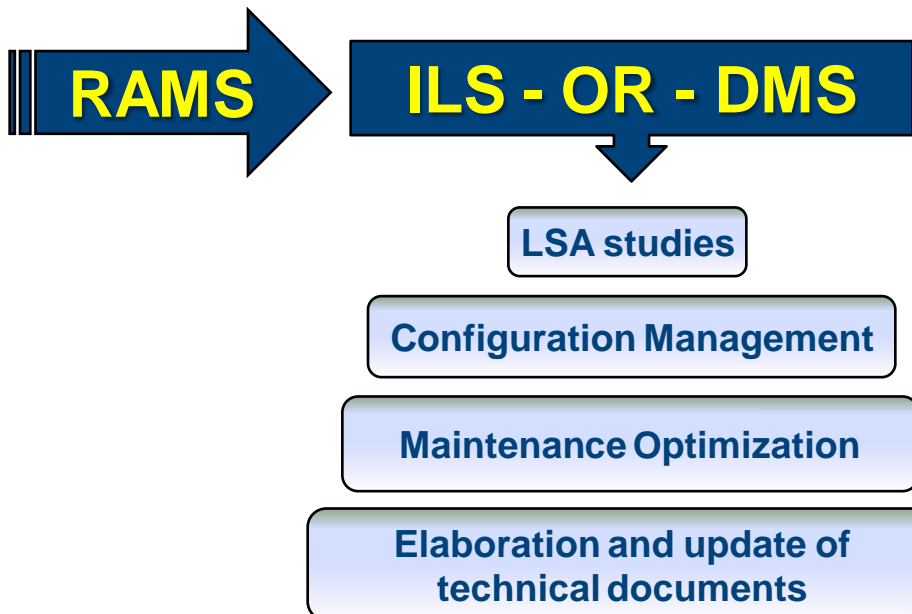 RAMS
ILS - OR - DMS
LSA studies
Configuration Management
Maintenance Optimization
Elaboration and update of
technical documents